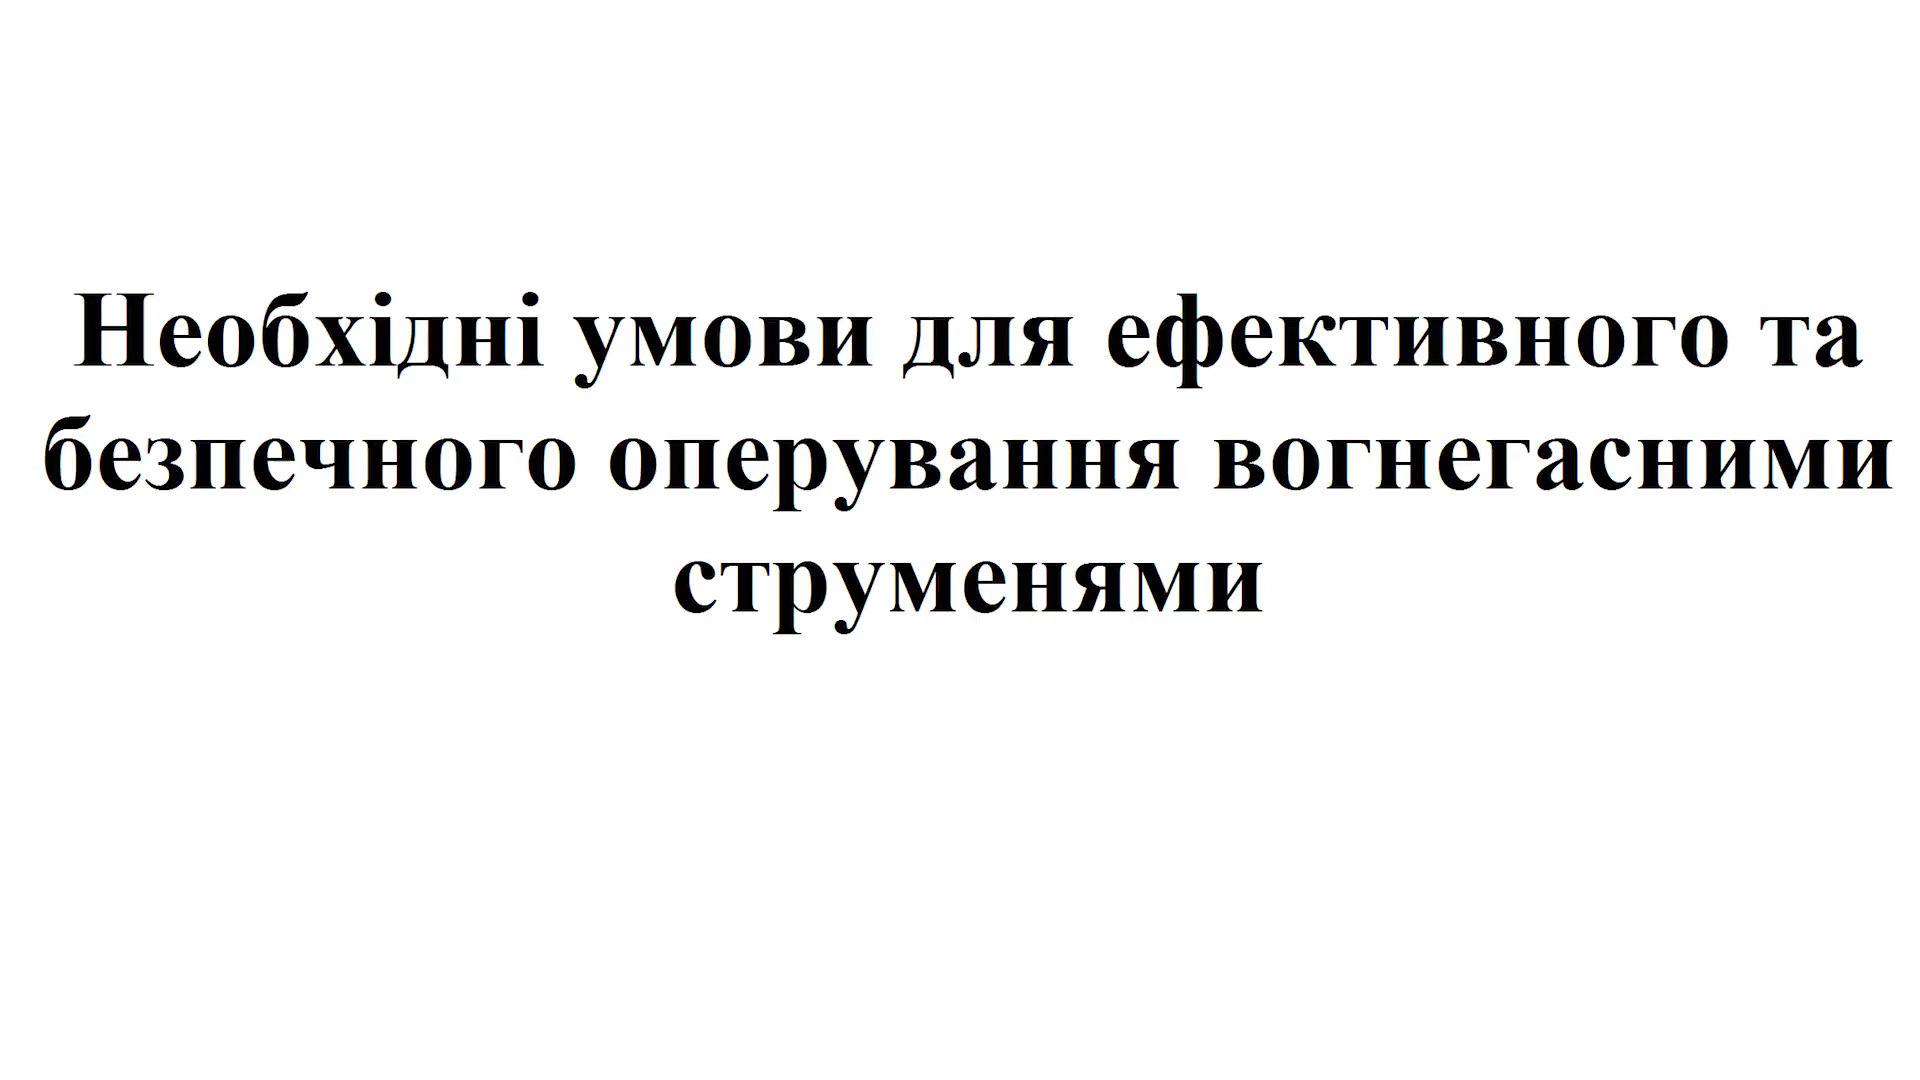 Необхідні умови для ефективного та
безпечного оперування вогнегасними
струменями